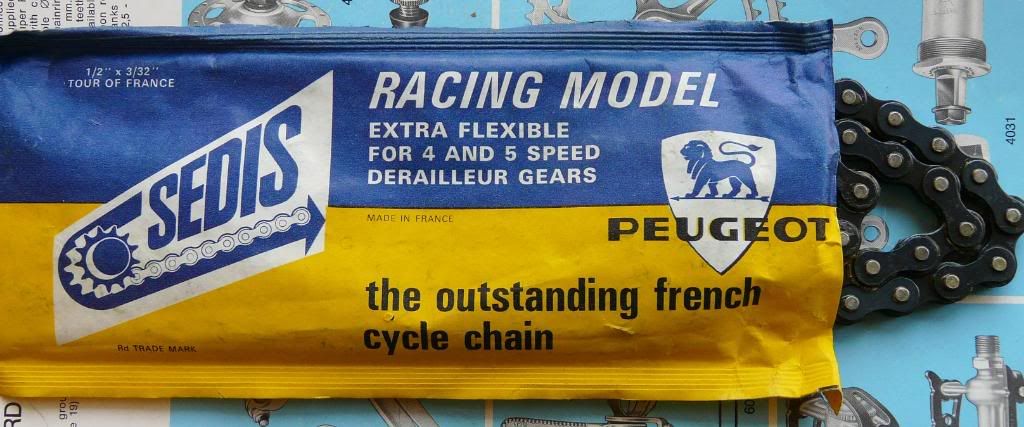 1/2" x 3/32"
TOUR OF FRANCE
SEDIS
RACING MODEL
EXTRA FLEXIBLE
FOR 4 AND 5 SPEED
DERAILLEUR GEARS
MADE IN FRANCE
PEUGEOT
the outstanding french
cycle chain
Rd TRADE MARK
4031